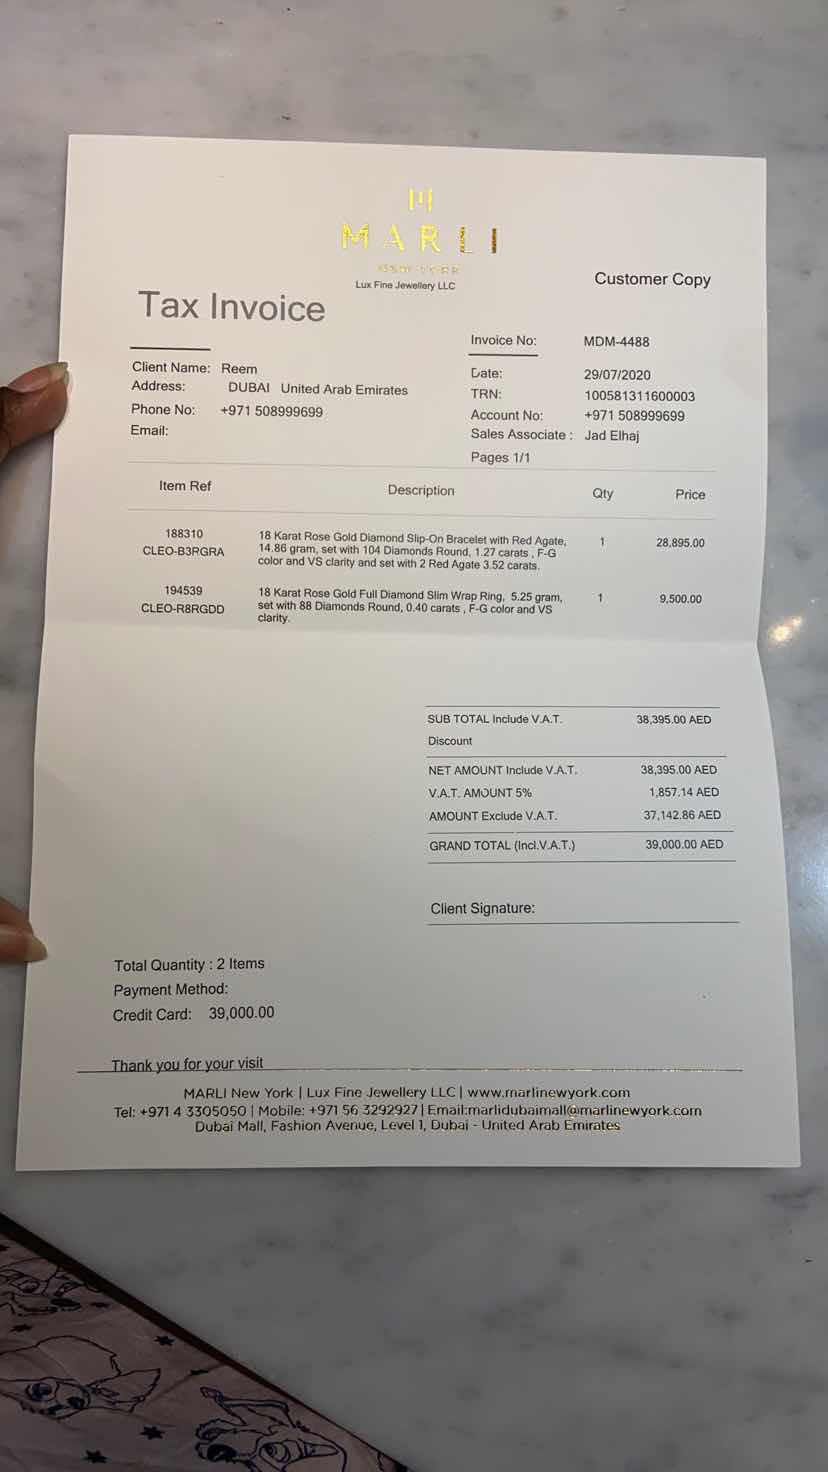 MARLI
NEW YORK
Lux Fine Jewellery LLC
Customer Copy
Tax Invoice
Invoice No: MDM-4488
Client Name: Reem
Address: DUBAI United Arab Emirates
Phone No: +971 508999699
Email:
Date: 29/07/2020
TRN: 100581311600003
Account No: +971 508999699
Sales Associate : Jad Elhaj
Pages 1/1
Item Ref Description Qty Price
188310
CLEO-B3RGRA
18 Karat Rose Gold Diamond Slip-On Bracelet with Red Agate,
14.86 gram, set with 104 Diamonds Round, 1.27 carats , F-G
color and VS clarity and set with 2 Red Agate 3.52 carats.
1 28,895.00
194539
CLEO-R8RGDD
18 Karat Rose Gold Full Diamond Slim Wrap Ring, 5.25 gram,
set with 88 Diamonds Round, 0.40 carats , F-G color and VS
clarity.
1 9,500.00
SUB TOTAL Include V.A.T. 38,395.00 AED
Discount
NET AMOUNT Include V.A.T. 38,395.00 AED
V.A.T. AMOUNT 5% 1,857.14 AED
AMOUNT Exclude V.A.T. 37,142.86 AED
GRAND TOTAL (Incl.V.A.T.) 39,000.00 AED
Client Signature:
Total Quantity : 2 Items
Payment Method:
Credit Card: 39,000.00
Thank you for your visit
MARLI New York | Lux Fine Jewellery LLC | www.marlinewyork.com
Tel: +971 4 3305050 | Mobile: +971 56 3292927 | Email:marlidubaimall@marlinewyork.com
Dubai Mall, Fashion Avenue, Level 1, Dubai - United Arab Emirates